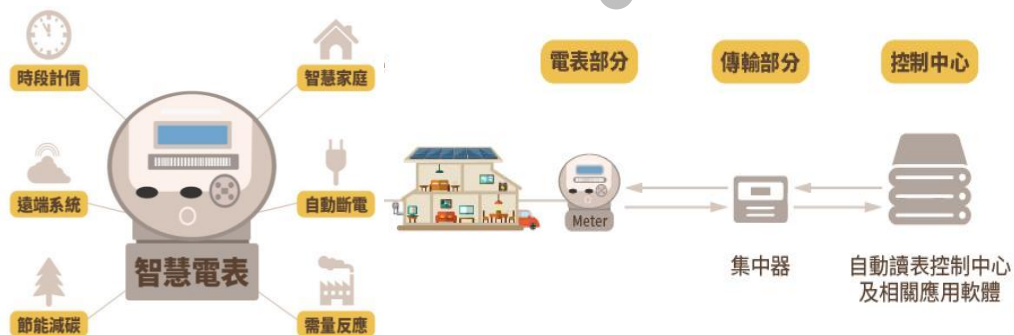 時段計價
智慧家庭
遠端系統
自動斷電
節能減碳
需量反應
智慧電表
電表部分
傳輸部分
控制中心
Meter
集中器
自動讀表控制中心
及相關應用軟體